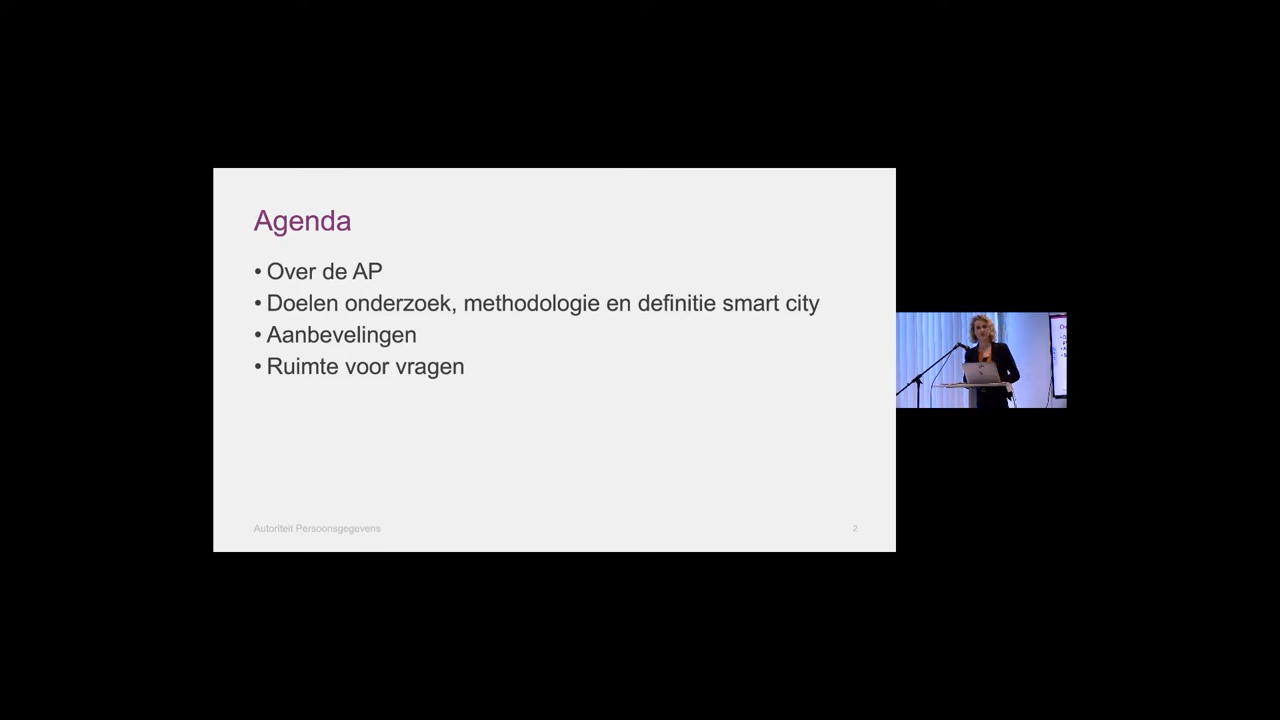 Agenda
• Over de AP
• Doelen onderzoek, methodologie en definitie smart city
• Aanbevelingen
• Ruimte voor vragen
Autoriteit Persoonsgegevens
2